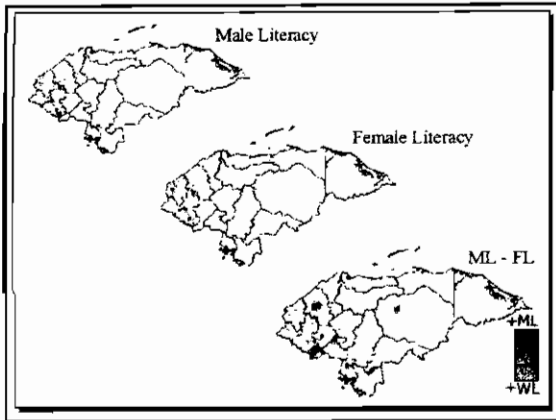 Male Literacy
Female Literacy
ML - FL
+ML
+WL